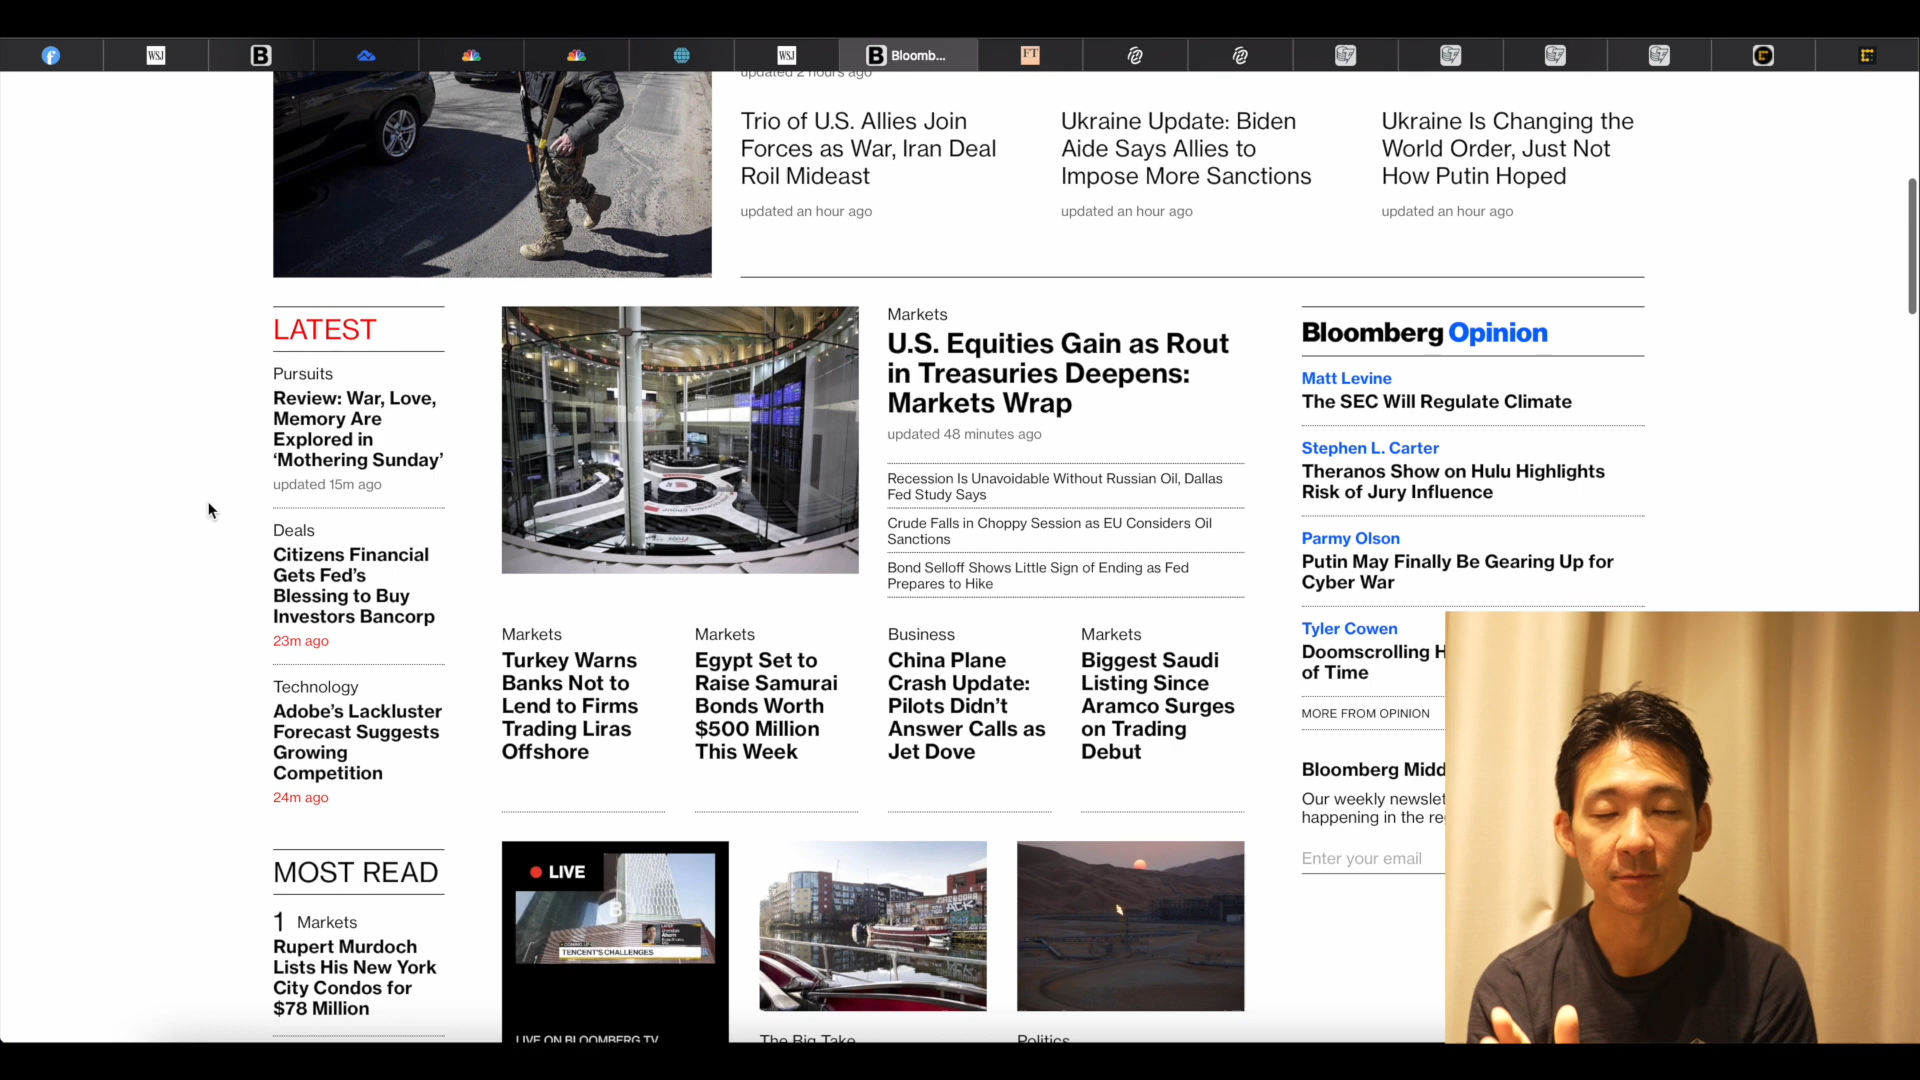 WSJ
B
WSJ
B Bloomb...
FT
updated 2 hours ago
Trio of U.S. Allies Join
Forces as War, Iran Deal
Roil Mideast
updated an hour ago
Ukraine Update: Biden
Aide Says Allies to
Impose More Sanctions
updated an hour ago
Ukraine Is Changing the
World Order, Just Not
How Putin Hoped
updated an hour ago
LATEST
Pursuits
Review: War, Love,
Memory Are
Explored in
‘Mothering Sunday’
updated 15m ago
Deals
Citizens Financial
Gets Fed’s
Blessing to Buy
Investors Bancorp
23m ago
Technology
Adobe’s Lackluster
Forecast Suggests
Growing
Competition
24m ago
MOST READ
1 Markets
Rupert Murdoch
Lists His New York
City Condos for
$78 Million
Markets
U.S. Equities Gain as Rout
in Treasuries Deepens:
Markets Wrap
updated 48 minutes ago
Recession Is Unavoidable Without Russian Oil, Dallas
Fed Study Says
Crude Falls in Choppy Session as EU Considers Oil
Sanctions
Bond Selloff Shows Little Sign of Ending as Fed
Prepares to Hike
Markets
Turkey Warns
Banks Not to
Lend to Firms
Trading Liras
Offshore
Markets
Egypt Set to
Raise Samurai
Bonds Worth
$500 Million
This Week
Business
China Plane
Crash Update:
Pilots Didn’t
Answer Calls as
Jet Dove
Markets
Biggest Saudi
Listing Since
Aramco Surges
on Trading
Debut
LIVE
B
COMING UP
TENCENT'S CHALLENGES
LIVE ON BLOOMBERG TV
The Big Take
Politics
Bloomberg Opinion
Matt Levine
The SEC Will Regulate Climate
Stephen L. Carter
Theranos Show on Hulu Highlights
Risk of Jury Influence
Parmy Olson
Putin May Finally Be Gearing Up for
Cyber War
Tyler Cowen
Doomscrolling H
of Time
MORE FROM OPINION
Bloomberg Midd
Our weekly newslet
happening in the re
Enter your email